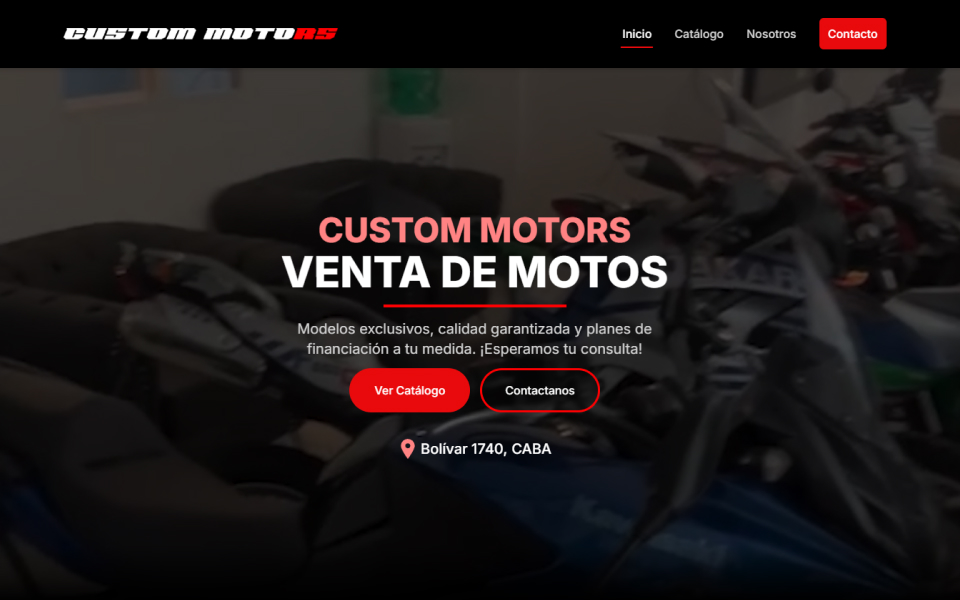 CUSTOM MOTORS
Inicio
Catálogo
Nosotros
Contacto
CUSTOM MOTORS
VENTA DE MOTOS
Modelos exclusivos, calidad garantizada y planes de
financiación a tu medida. ¡Esperamos tu consulta!
Ver Catálogo
Contactanos
Bolívar 1740, CABA
Kawasaki